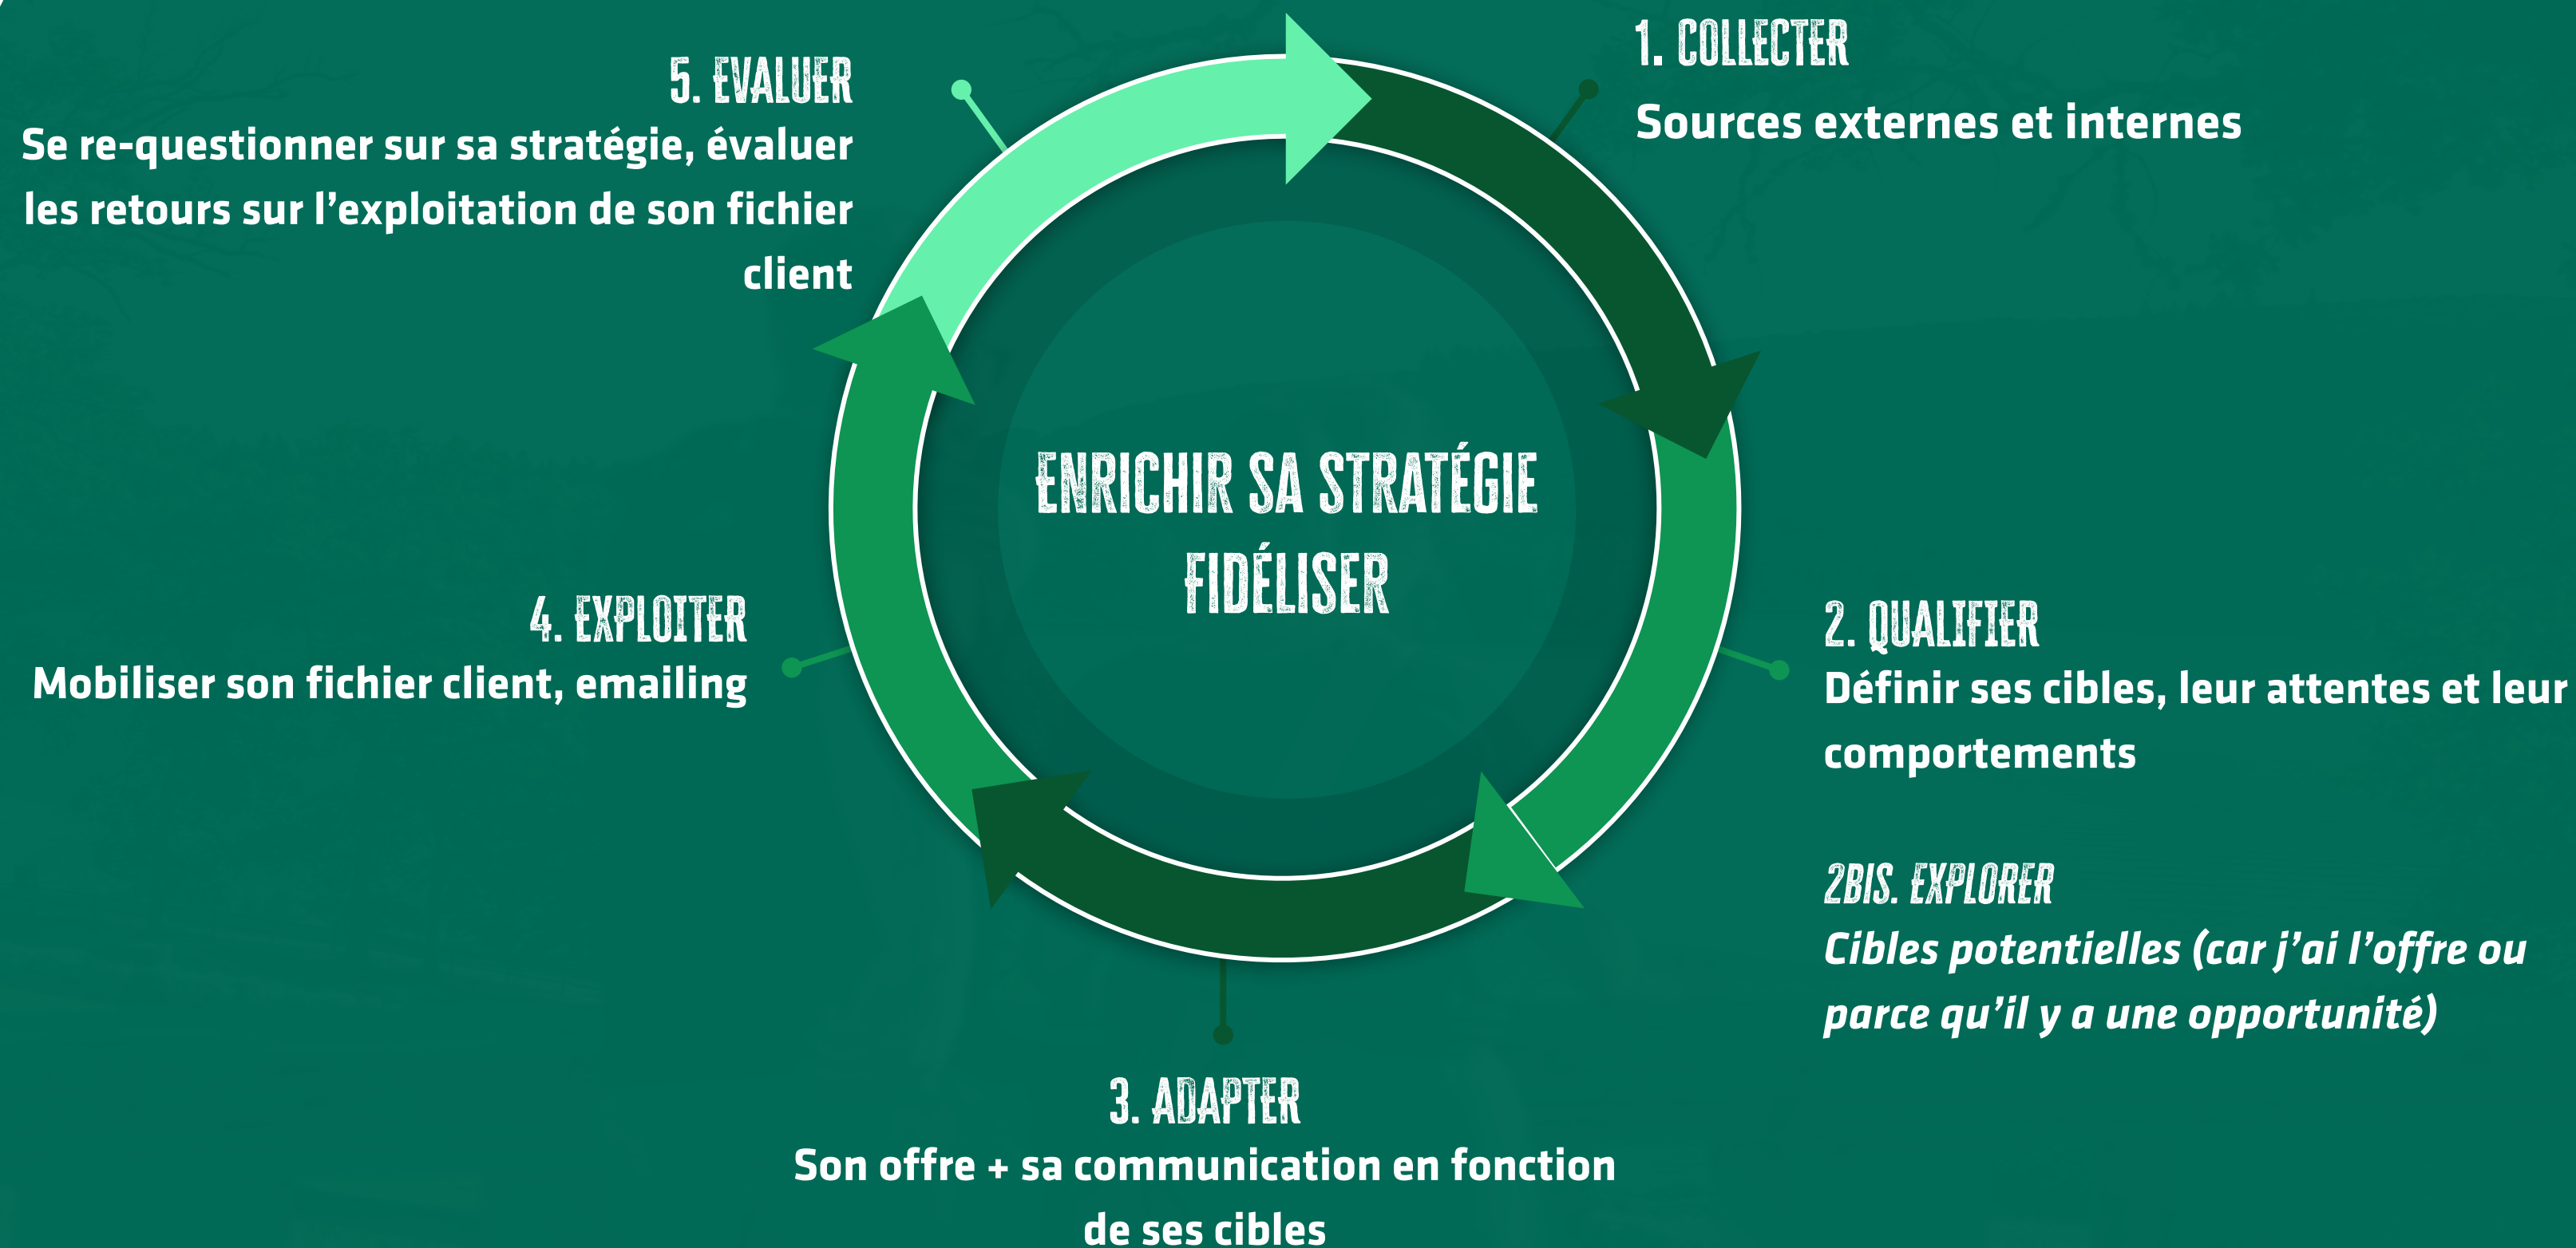 1. COLLECTER
Sources externes et internes
2. QUALIFIER
Définir ses cibles, leur attentes et leur
comportements
2BIS. EXPLORER
Cibles potentielles (car j'ai l'offre ou
parce qu'il y a une opportunité)
3. ADAPTER
Son offre + sa communication en fonction
de ses cibles
4. EXPLOITER
Mobiliser son fichier client, emailing
5. EVALUER
Se re-questionner sur sa stratégie, évaluer
les retours sur l'exploitation de son fichier
client
ENRICHIR SA STRATÉGIE
FIDÉLISER